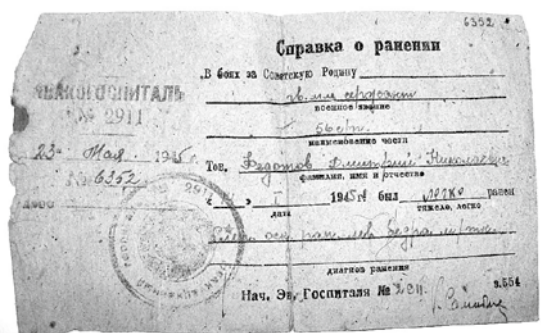 6352
Справка о ранении
В боях за Советскую Родину
ЭВАКОГОСПИТАЛЬ
гв. мл. сержант
военное звание
№ 2911
наименование части
23 Мая 1945 г
Тов. Федотов Дмитрий Николаевич
фамилия, имя и отчество
№ 6352
1945 г был легко ранен
дата тяжело, легко
диагноз ранения
Нач. Эв. Госпиталя № 2911 з.554